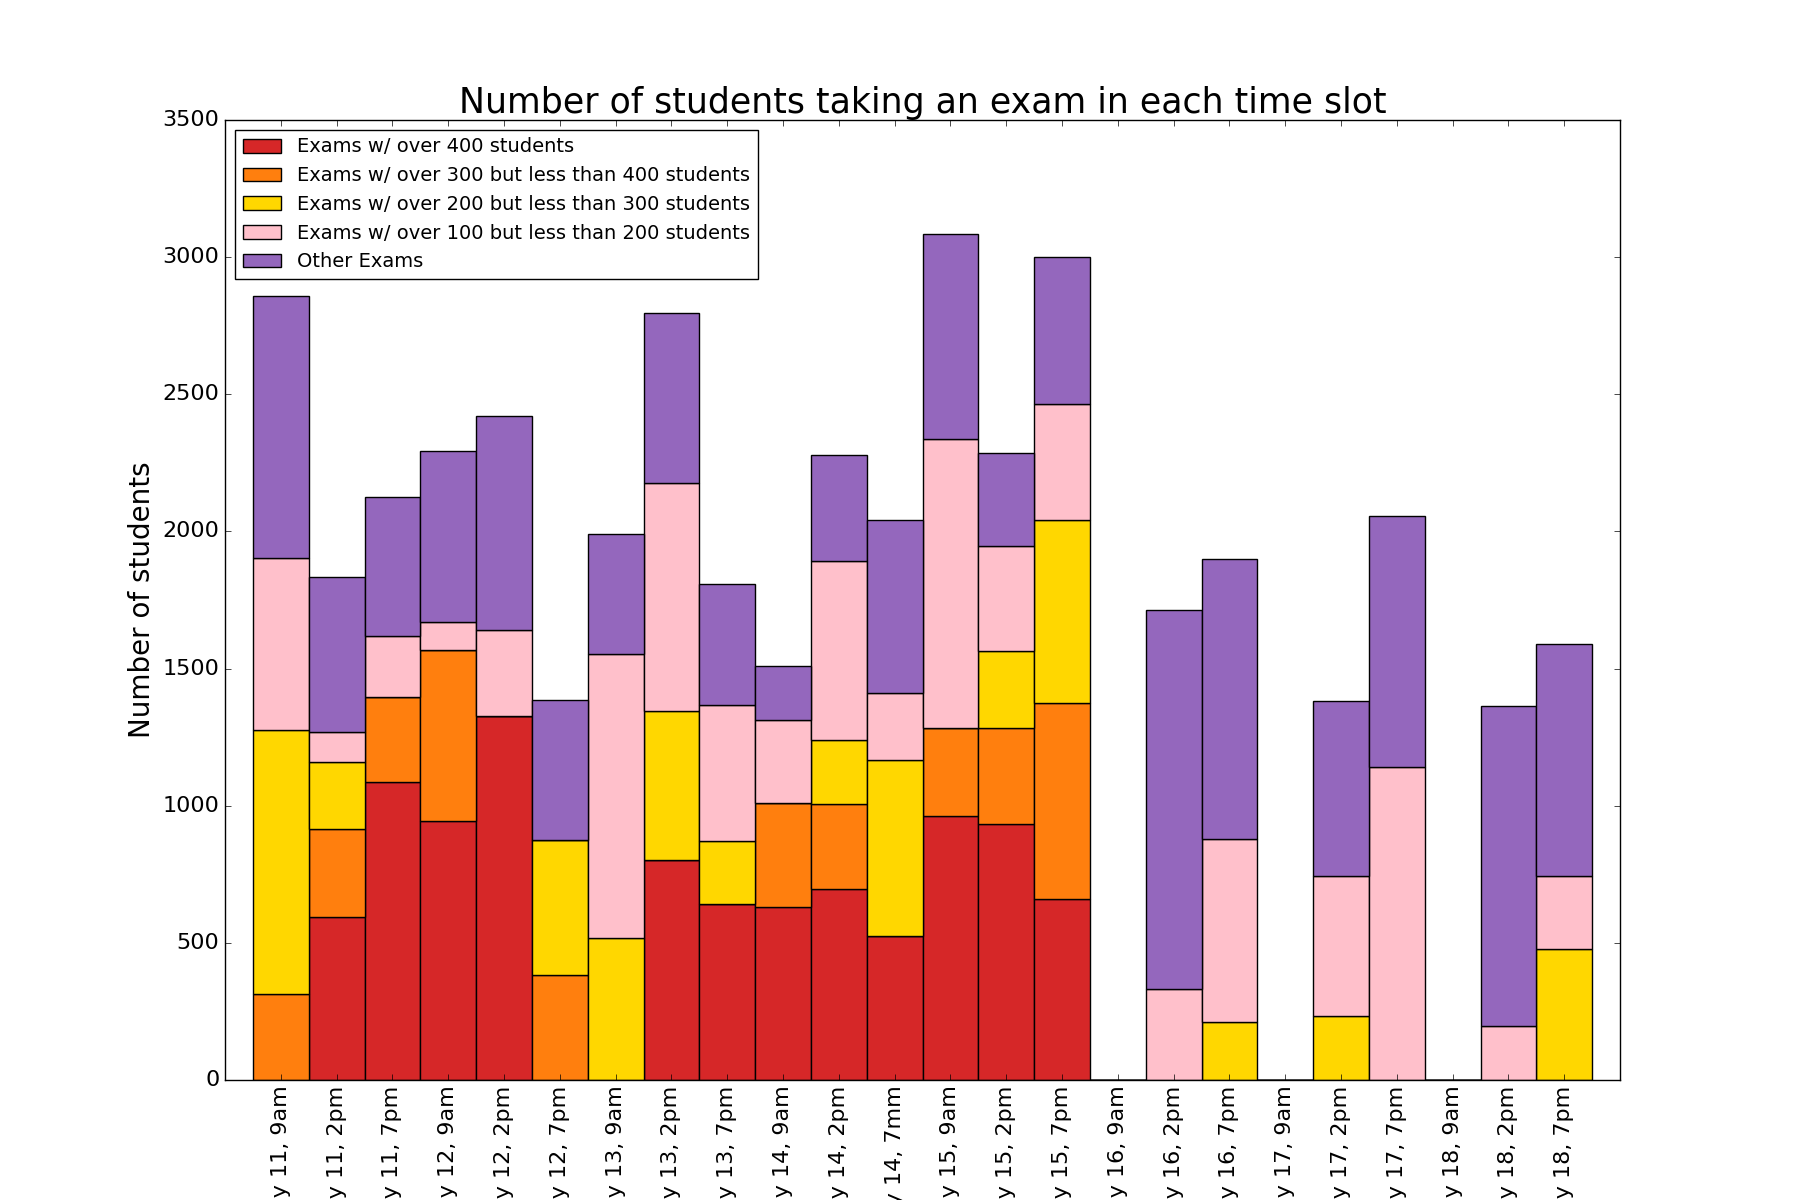 Number of students taking an exam in each time slot
Exams w/ over 400 students
Exams w/ over 300 but less than 400 students
Exams w/ over 200 but less than 300 students
Exams w/ over 100 but less than 200 students
Other Exams
Number of students
3500
3000
2500
2000
1500
1000
500
0
y 11, 9am
y 11, 2pm
y 11, 7pm
y 12, 9am
y 12, 2pm
y 12, 7pm
y 13, 9am
y 13, 2pm
y 13, 7pm
y 14, 9am
y 14, 2pm
y 14, 7mm
y 15, 9am
y 15, 2pm
y 15, 7pm
y 16, 9am
y 16, 2pm
y 16, 7pm
y 17, 9am
y 17, 2pm
y 17, 7pm
y 18, 9am
y 18, 2pm
y 18, 7pm